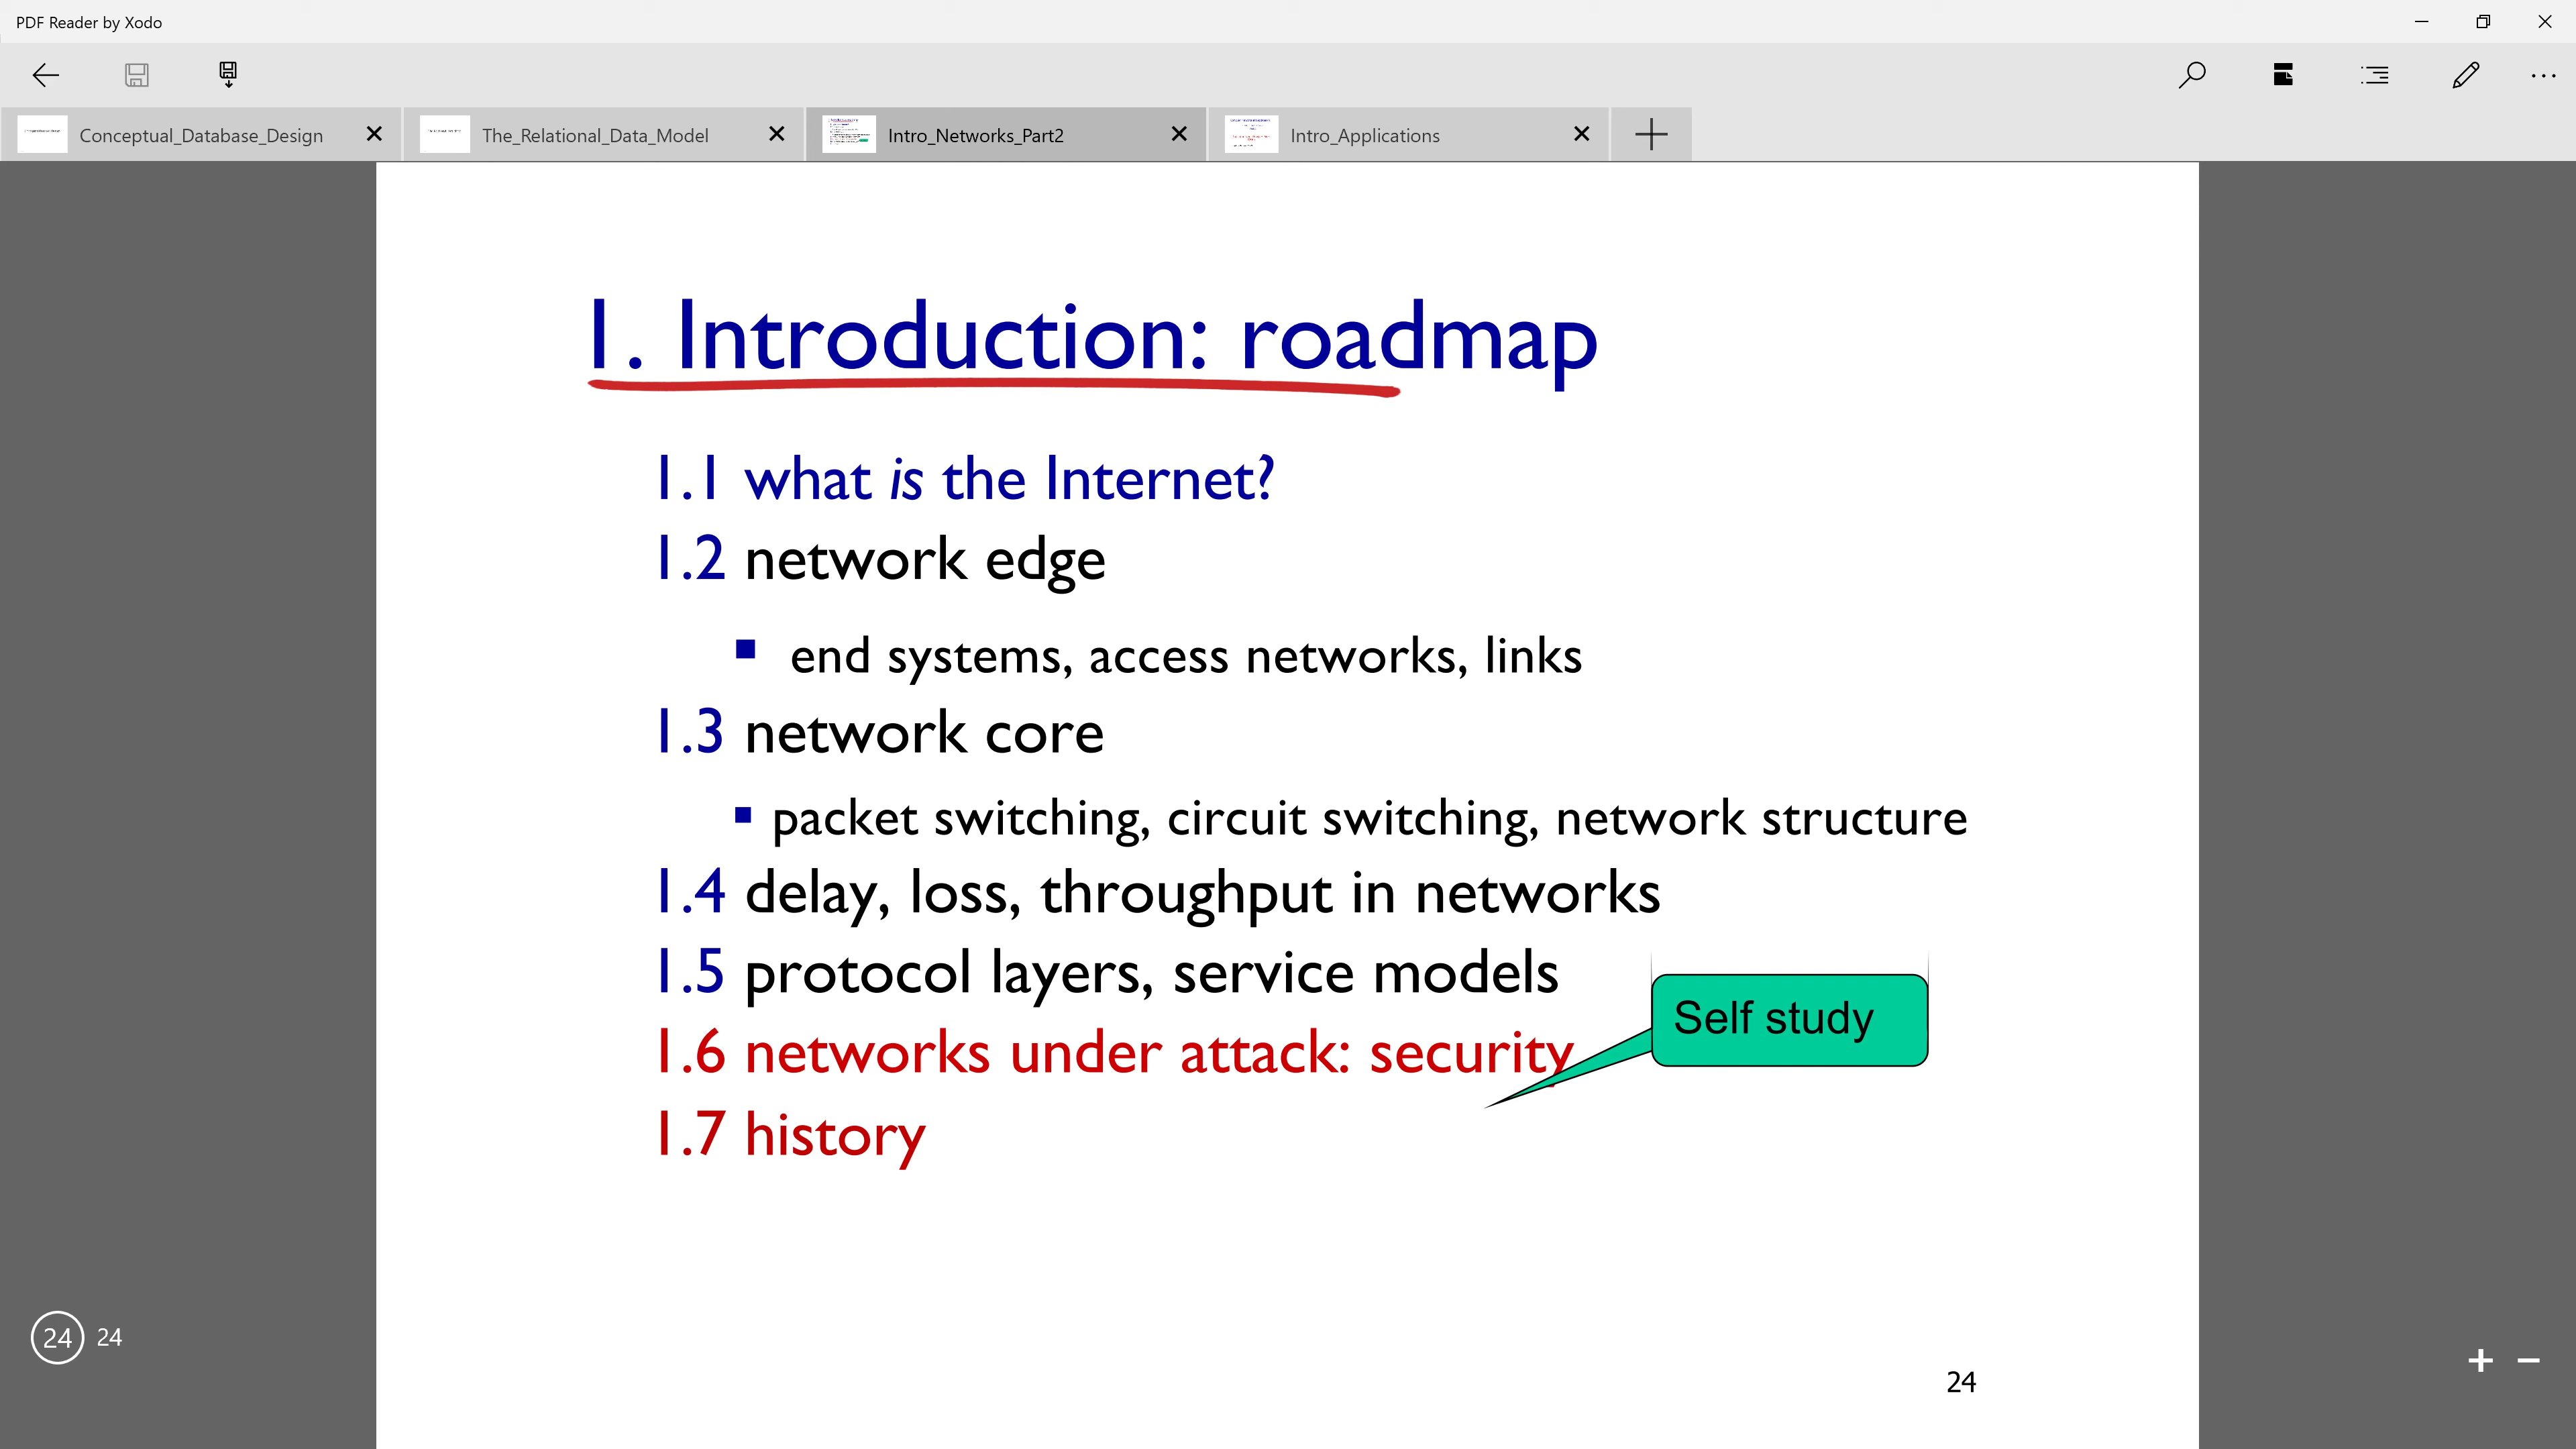 PDF Reader by Xodo
Conceptual_Database_Design
The_Relational_Data_Model
Intro_Networks_Part2
Intro_Applications
1. Introduction: roadmap
1.1 what is the Internet?
1.2 network edge
▪ end systems, access networks, links
1.3 network core
▪ packet switching, circuit switching, network structure
1.4 delay, loss, throughput in networks
1.5 protocol layers, service models
Self study
1.6 networks under attack: security
1.7 history
24 24
24